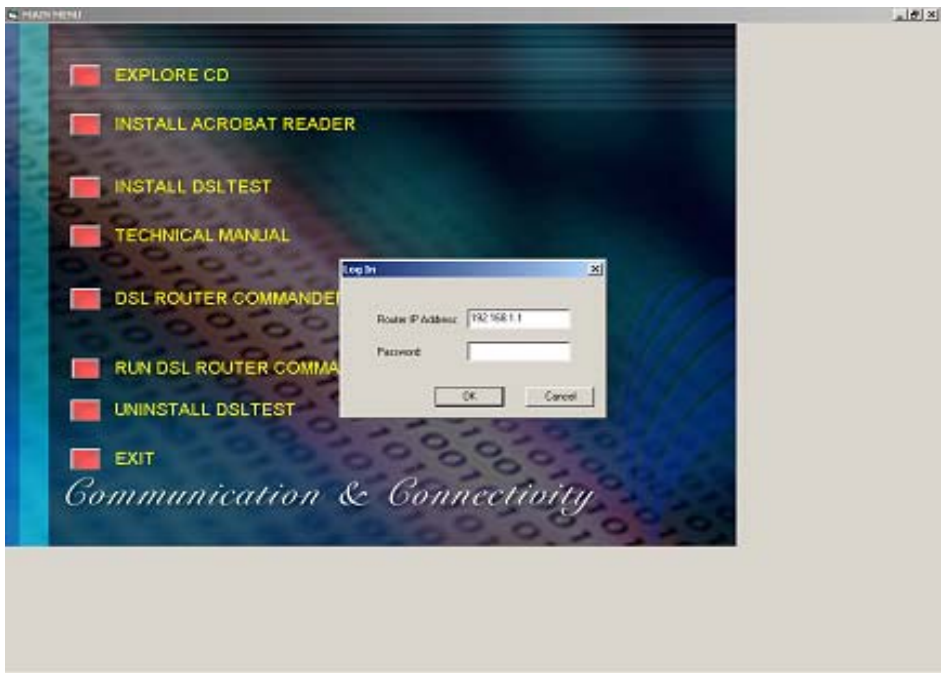 MAIN MENU
EXPLORE CD
INSTALL ACROBAT READER
INSTALL DSLTEST
TECHNICAL MANUAL
Log In
DSL ROUTER COMMANDE
Router IP Address: 192.168.1.1
Password:
RUN DSL ROUTER COMMA
OK Cancel
UNINSTALL DSLTEST
EXIT
Communication & Connectivity